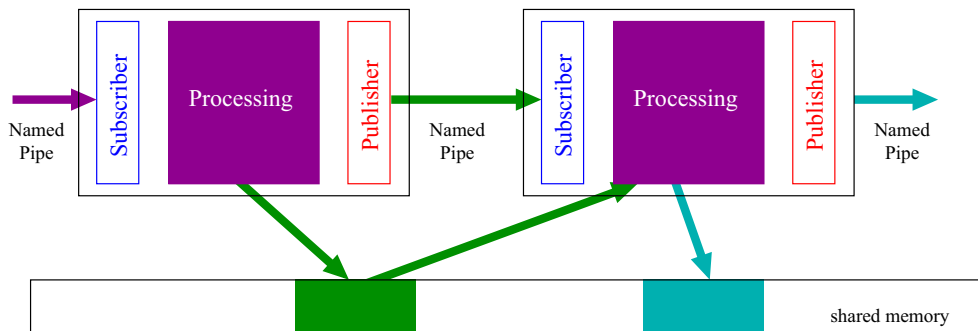 Subscriber
Processing
Publisher
Subscriber
Processing
Publisher
Named
Pipe
Named
Pipe
Named
Pipe
shared memory